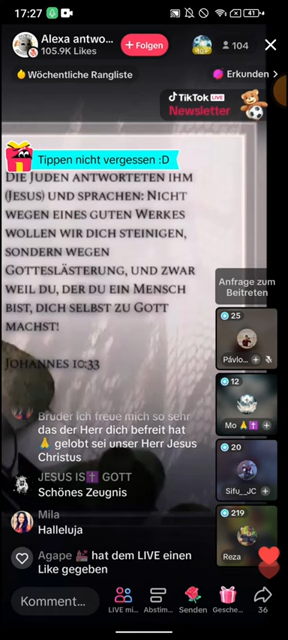 17:27
41
Alexa antwo...
105.9K Likes
+ Folgen
104
Wöchentliche Rangliste
Erkunden >
TikTok LIVE
Newsletter
Tippen nicht vergessen :D
DIE JUDEN ANTWORTETEN IHM
(JESUS) UND SPRACHEN: NICHT
WEGEN EINES GUTEN WERKES
WOLLEN WIR DICH STEINIGEN,
SONDERN WEGEN
GOTTESLÄSTERUNG, UND ZWAR
WEIL DU, DER DU EIN MENSCH
BIST, DICH SELBST ZU GOTT
MACHST!
JOHANNES 10:33
Anfrage zum
Beitreten
25
Pávlo...
12
Mo
20
Sifu_JC
219
Reza
Bruder ich freue mich so sehr
das der Herr dich befreit hat
🙏 gelobt sei unser Herr Jesus
Christus
JESUS IS✝️ GOTT
Schönes Zeugnis
Mila
Halleluja
Agape hat dem LIVE einen
Like gegeben
Komment...
LIVE mi...
Abstim...
Senden
Gesche...
36